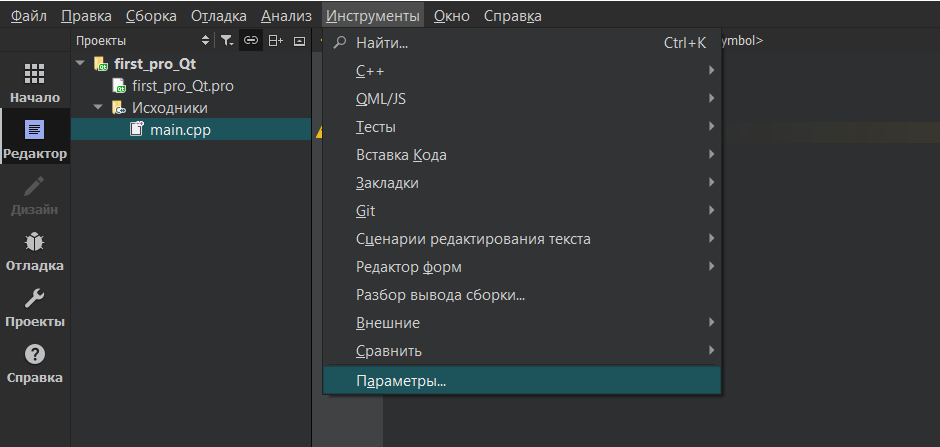 Файл Правка Сборка Отладка Анализ Инструменты Окно Справка
Проекты
ymbol>
first_pro_Qt
first_pro_Qt.pro
Исходники
main.cpp
Начало
Редактор
Дизайн
Отладка
Проекты
Справка
Найти... Ctrl+K
C++
QML/JS
Тесты
Вставка Кода
Закладки
Git
Сценарии редактирования текста
Редактор форм
Разбор вывода сборки...
Внешние
Сравнить
Параметры...